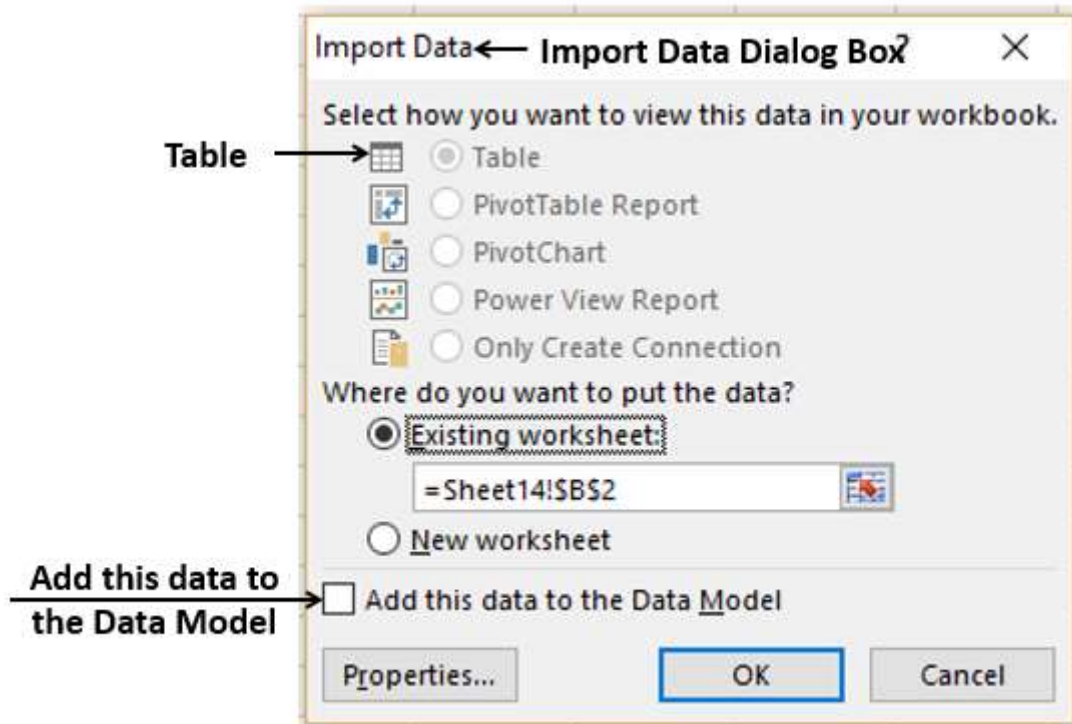 Import Data Import Data Dialog Box ?
Select how you want to view this data in your workbook.
Table Table
PivotTable Report
PivotChart
Power View Report
Only Create Connection
Where do you want to put the data?
Existing worksheet:
=Sheet14!$B$2
New worksheet
Add this data to
the Data Model
Add this data to the Data Model
Properties... OK Cancel